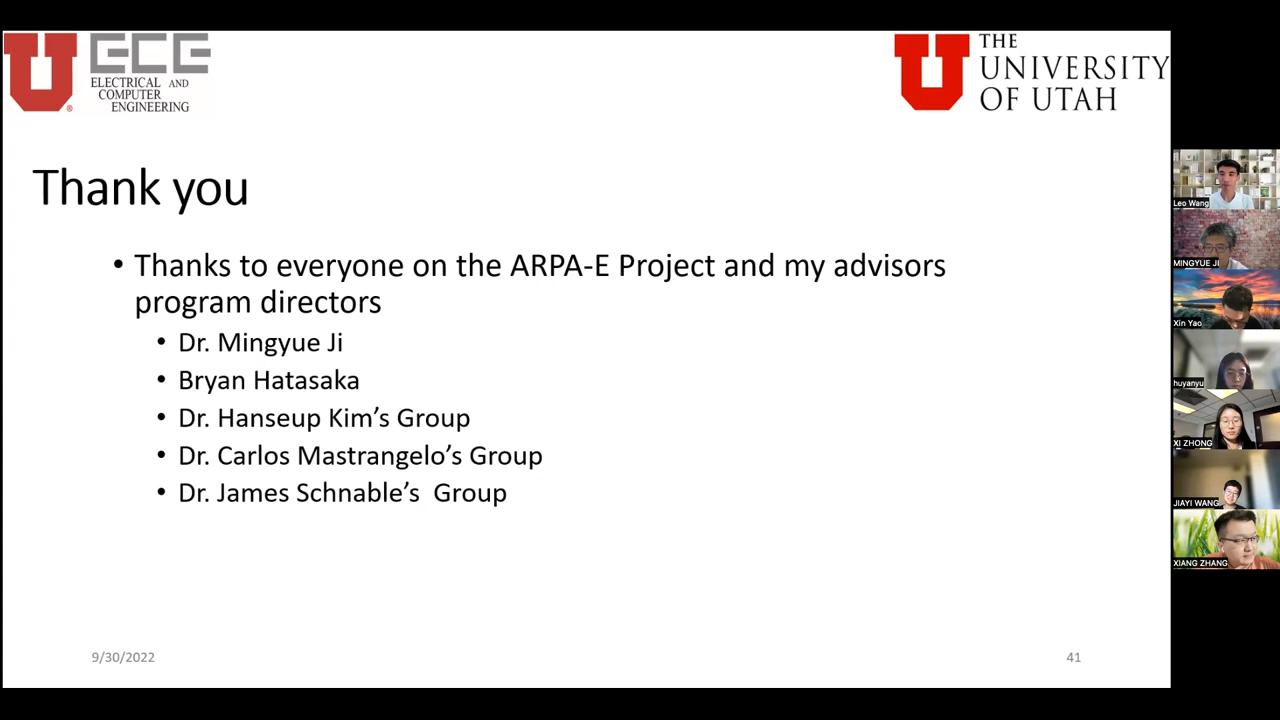 ECE
ELECTRICAL AND
COMPUTER
ENGINEERING
THE
UNIVERSITY
OF UTAH
Thank you
• Thanks to everyone on the ARPA-E Project and my advisors
program directors
• Dr. Mingyue Ji
• Bryan Hatasaka
• Dr. Hanseup Kim’s Group
• Dr. Carlos Mastrangelo’s Group
• Dr. James Schnable’s  Group
9/30/2022
41
Leo Wang
MINGYUE JI
Xin Yao
huyanyu
XI ZHONG
JIAYI WANG
XIANG ZHANG